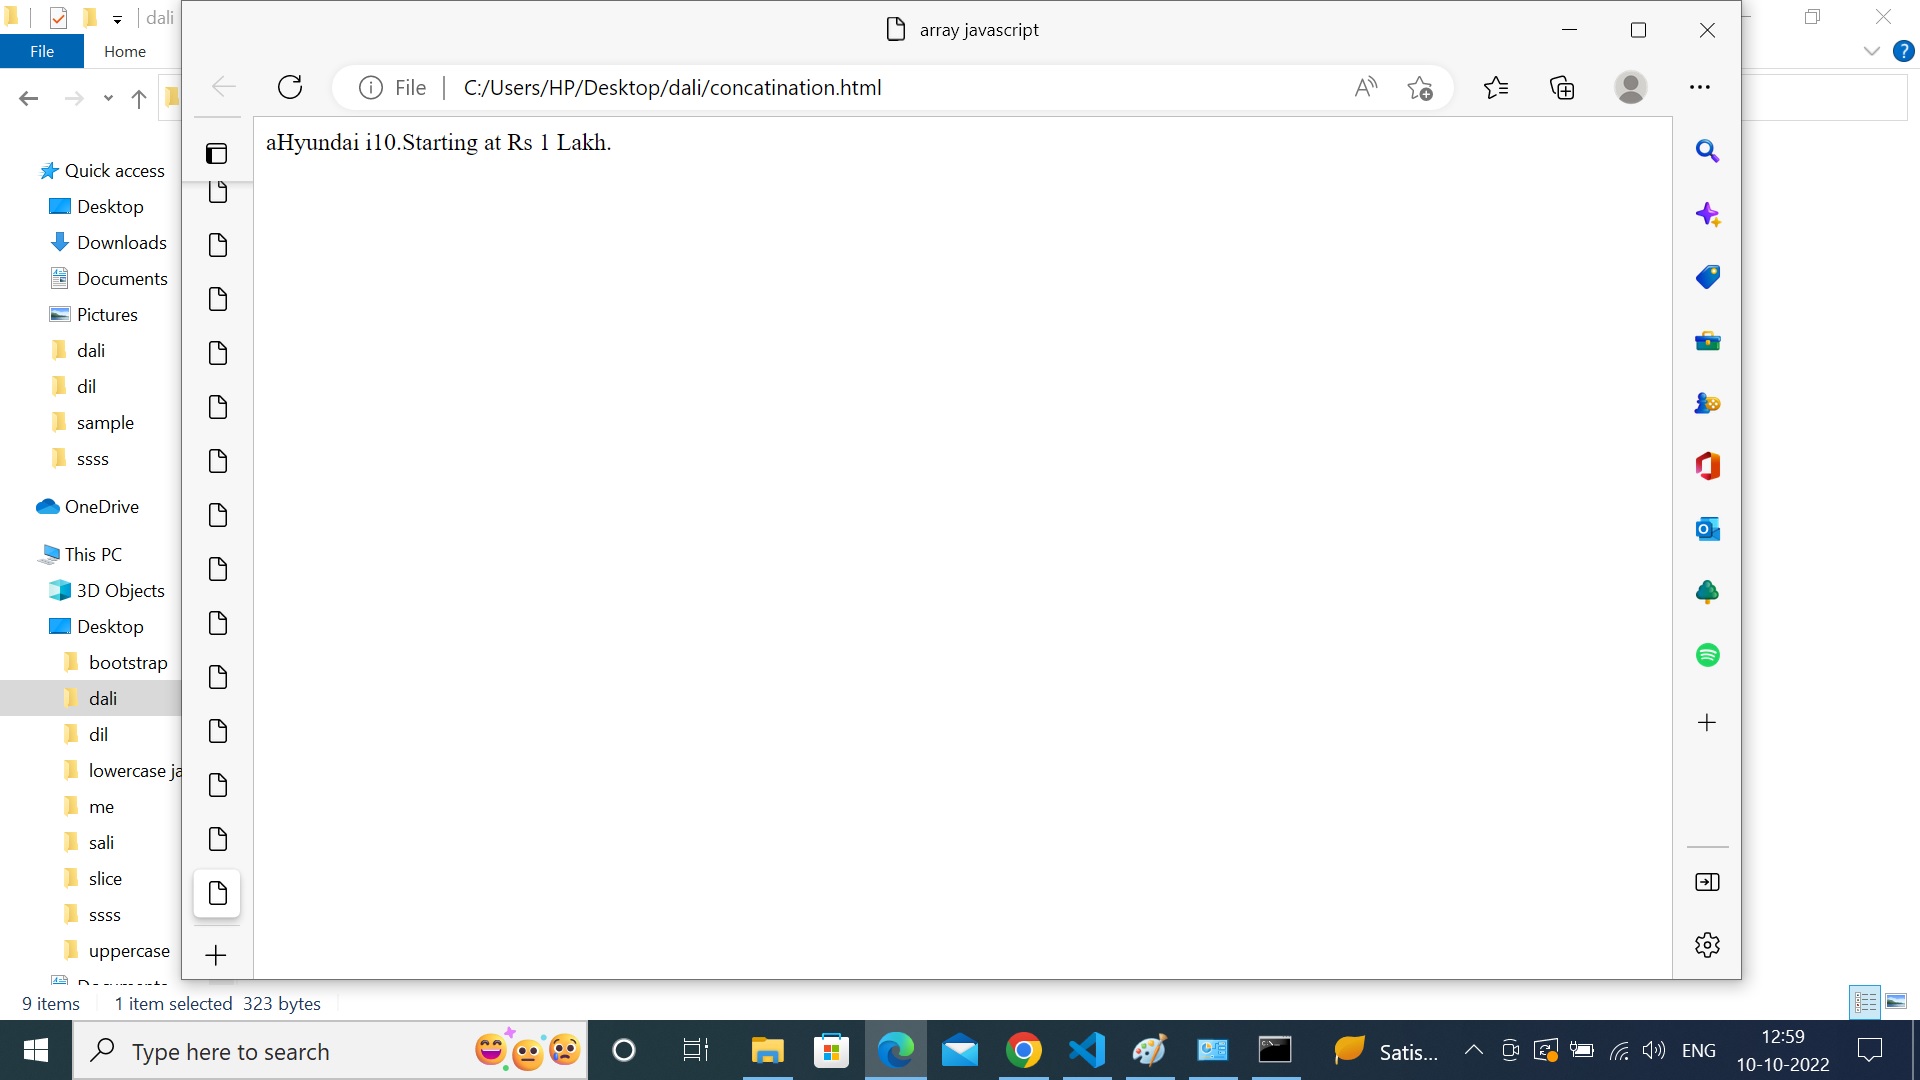 dali
array javascript
File
Home
File
C:/Users/HP/Desktop/dali/concatination.html
aHyundai i10.Starting at Rs 1 Lakh.
Quick access
Desktop
Downloads
Documents
Pictures
dali
dil
sample
ssss
OneDrive
This PC
3D Objects
Desktop
bootstrap
dali
dil
lowercase ja
me
sali
slice
ssss
uppercase
9 items
1 item selected 323 bytes
Type here to search
Satis...
ENG
12:59
10-10-2022